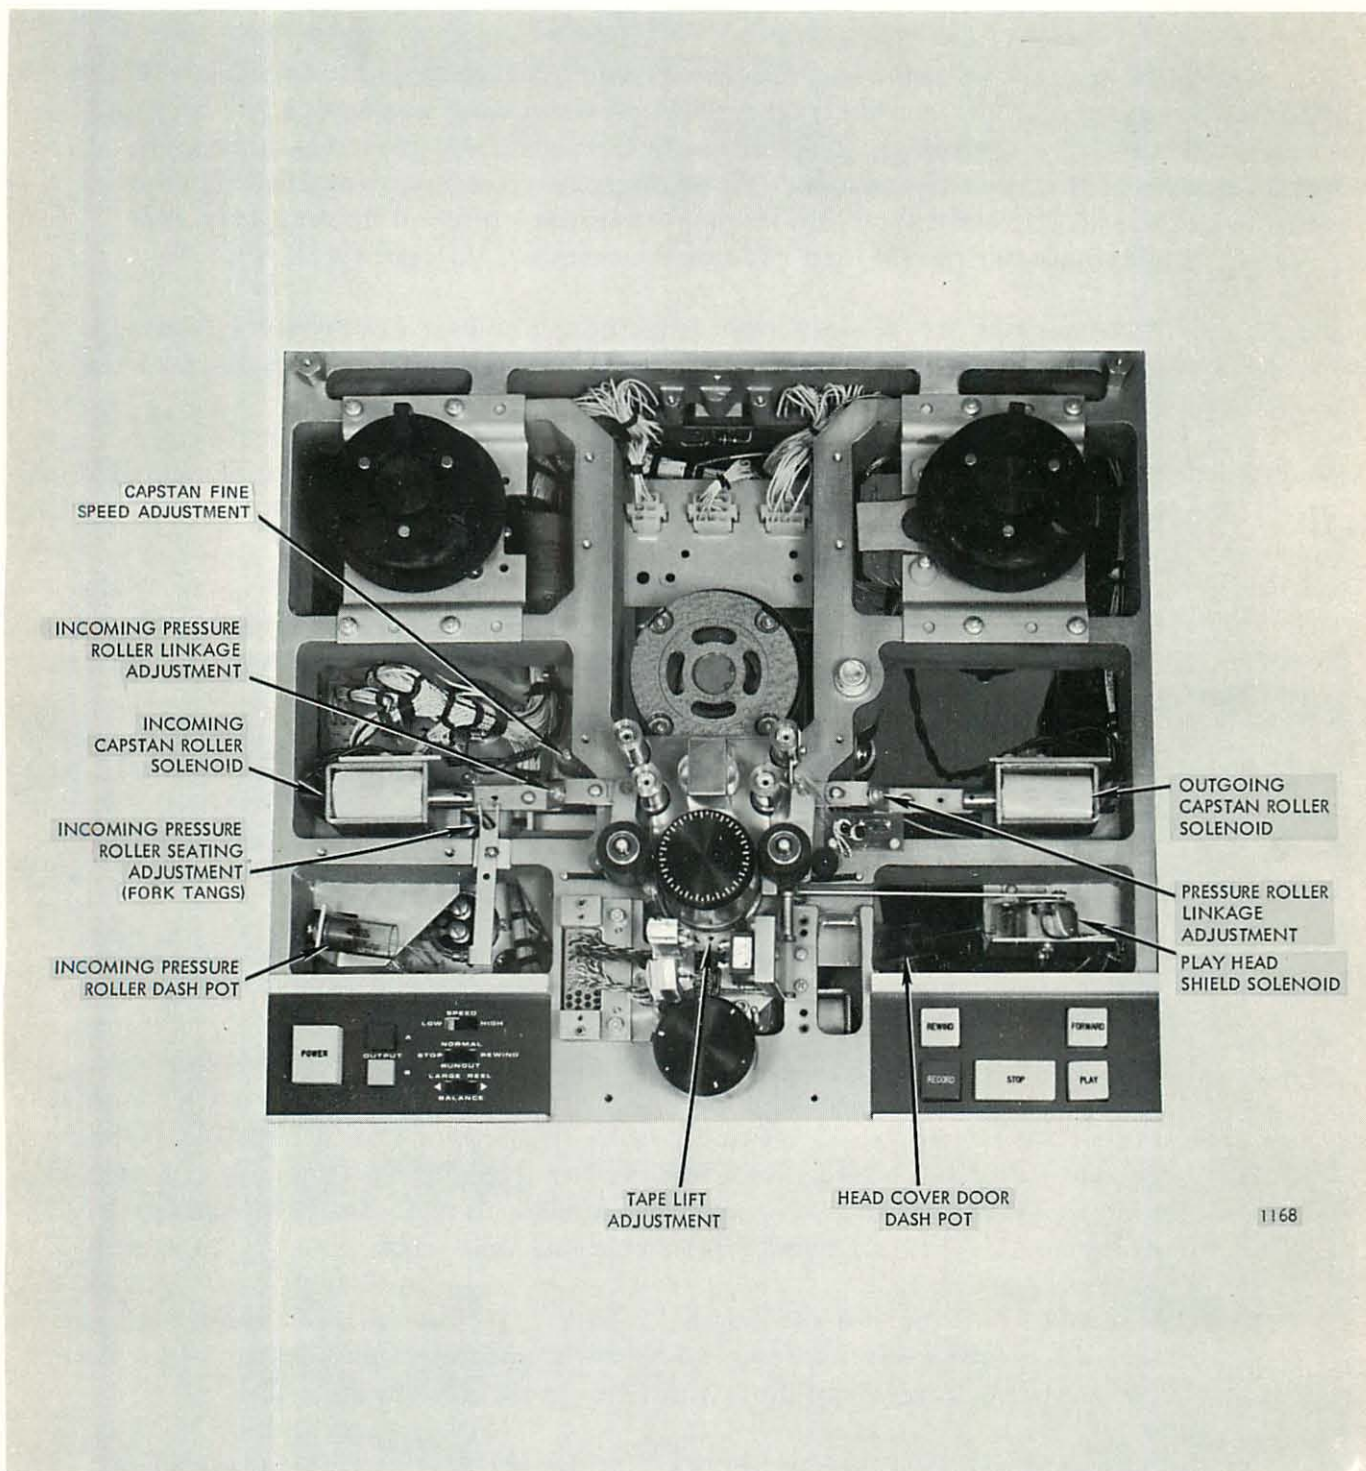 CAPSTAN FINE
SPEED ADJUSTMENT
INCOMING PRESSURE
ROLLER LINKAGE
ADJUSTMENT
INCOMING
CAPSTAN ROLLER
SOLENOID
INCOMING PRESSURE
ROLLER SEATING
ADJUSTMENT
(FORK TANGS)
INCOMING PRESSURE
ROLLER DASH POT
OUTGOING
CAPSTAN ROLLER
SOLENOID
PRESSURE ROLLER
LINKAGE
ADJUSTMENT
PLAY HEAD
SHIELD SOLENOID
POWER
OUTPUT
A
B
SPEED
LOW HIGH
NORMAL
STOP REWIND
RUNOUT
LARGE REEL
BALANCE
REWIND
FORWARD
RECORD
STOP
PLAY
TAPE LIFT
ADJUSTMENT
HEAD COVER DOOR
DASH POT
1168